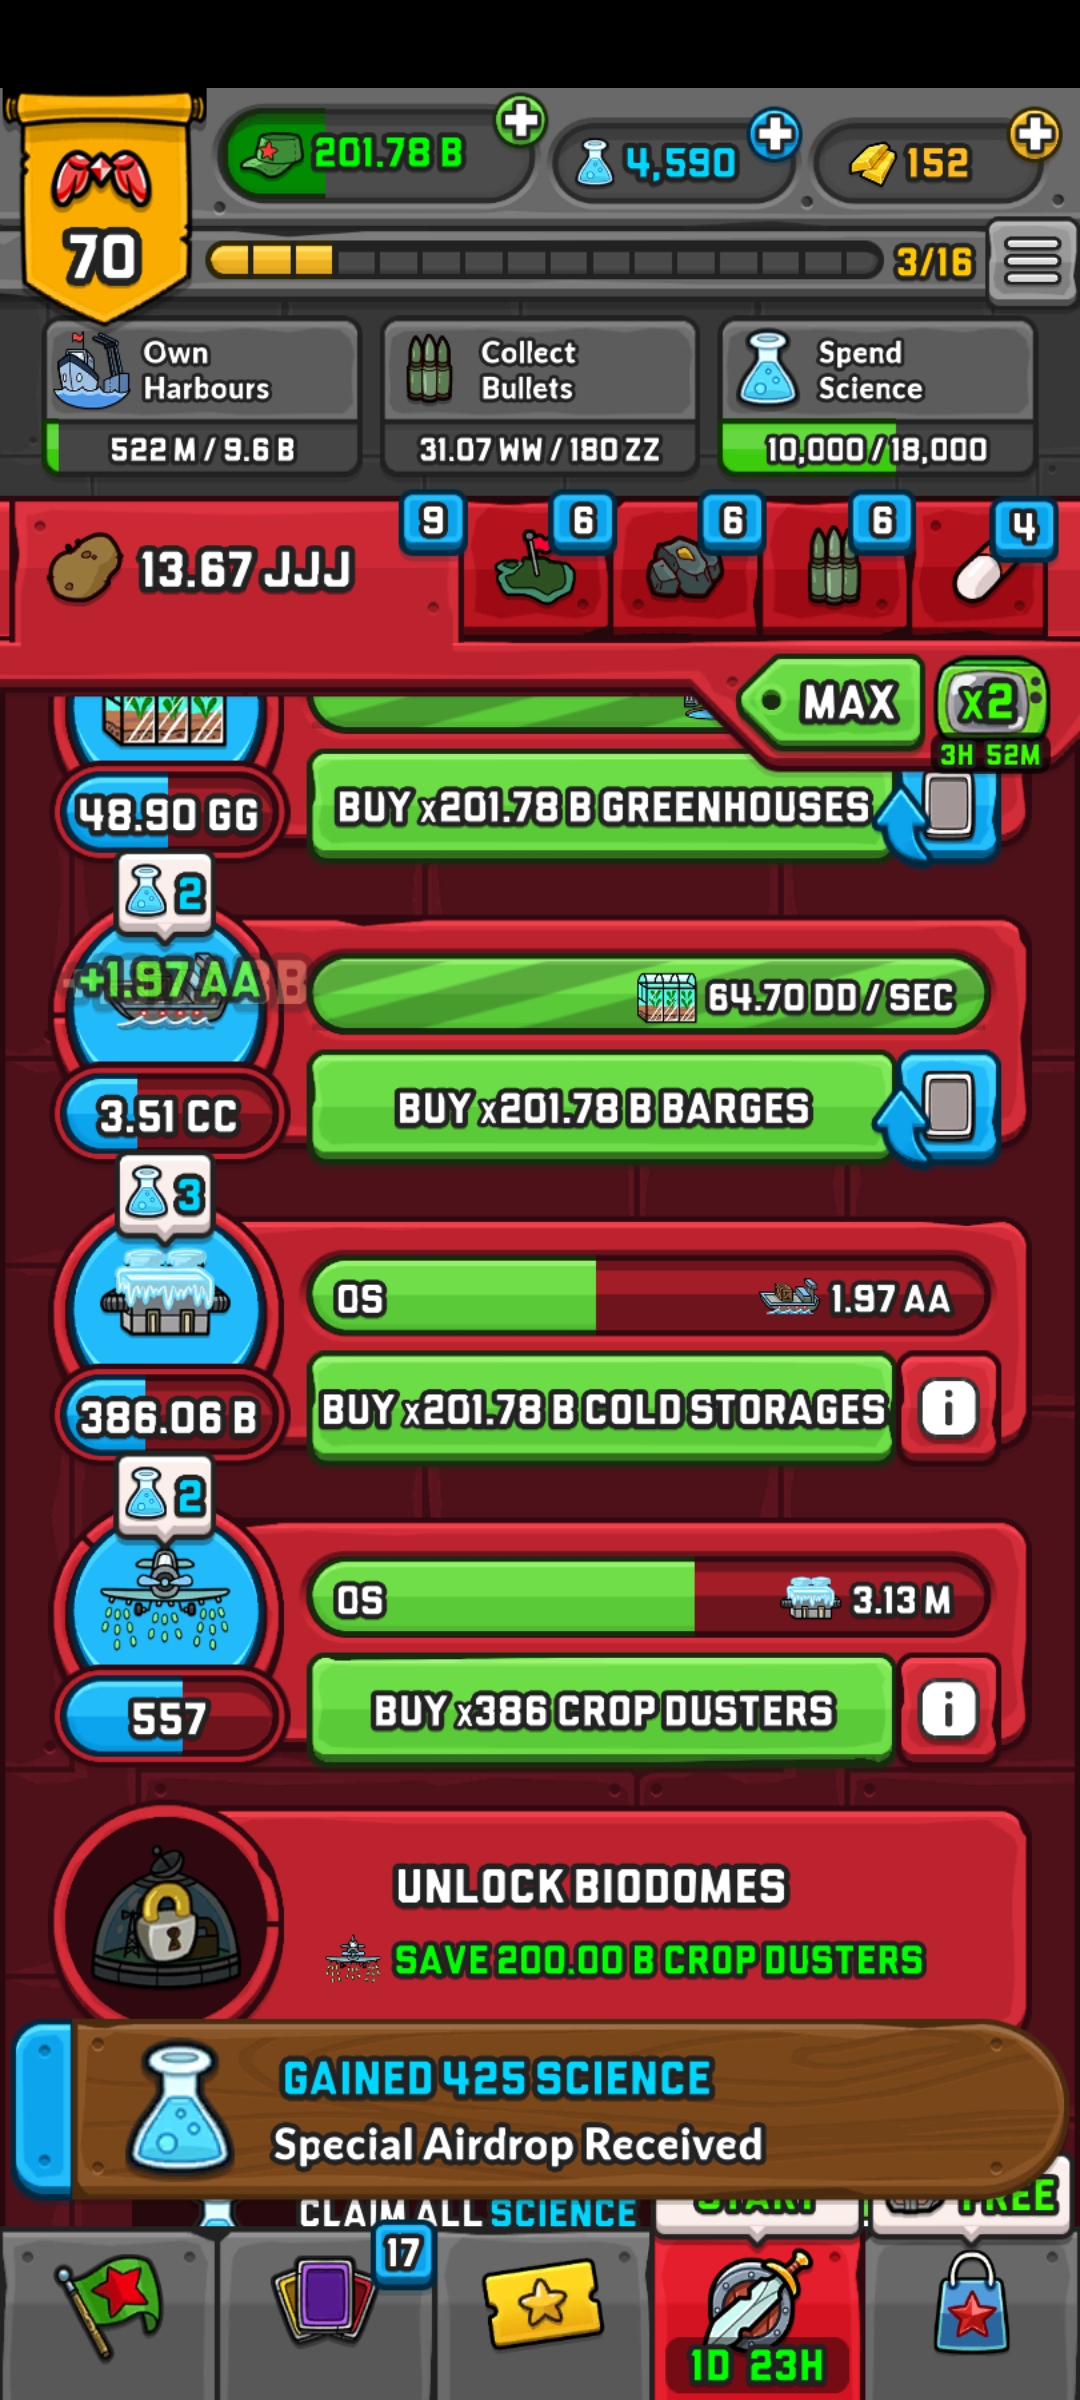 201.78 B
4,590
152
70
3/16
Own Harbours
522 M / 9.6 B
Collect Bullets
31.07 WW / 180 ZZ
Spend Science
10,000 / 18,000
13.67 JJJ
9
6
6
6
4
MAX
x2
3H 52M
48.90 GG
BUY x201.78 B GREENHOUSES
2
+1.97 AA
64.70 DD / SEC
3.51 CC
BUY x201.78 B BARGES
3
0S
1.97 AA
386.06 B
BUY x201.78 B COLD STORAGES
i
2
0S
3.13 M
557
BUY x386 CROP DUSTERS
i
UNLOCK BIODOMES
SAVE 200.00 B CROP DUSTERS
GAINED 425 SCIENCE
Special Airdrop Received
CLAIM ALL SCIENCE
START
FREE
17
1D 23H